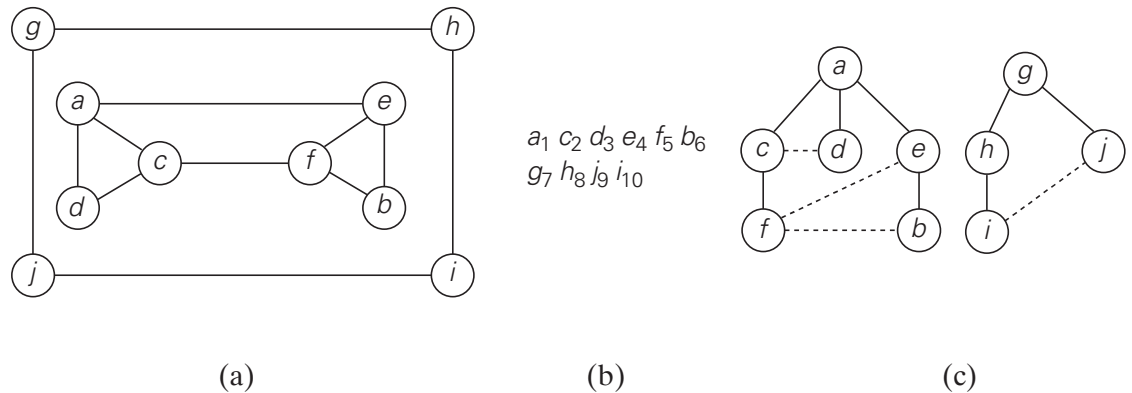 g h
a e
c f
d b
j i
a₁ c₂ d₃ e₄ f₅ b₆
g₇ h₈ j₉ i₁₀
a g
c d e h j
f b i
(a) (b) (c)